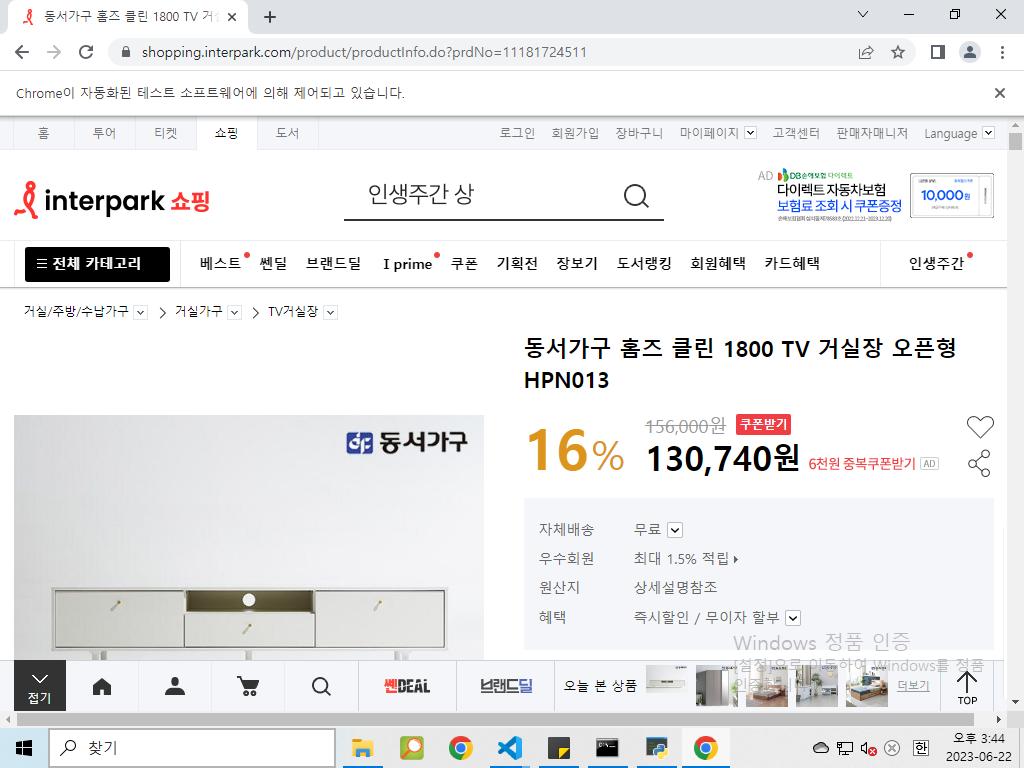 동서가구 홈즈 클린 1800 TV 거
shopping.interpark.com/product/productInfo.do?prdNo=11181724511
Chrome이 자동화된 테스트 소프트웨어에 의해 제어되고 있습니다.
홈 투어 티켓 쇼핑 도서 로그인 회원가입 장바구니 마이페이지 고객센터 판매자매니저 Language
interpark 쇼핑
인생주간 상
AD DB손해보험 다이렉트
다이렉트 자동차보험
보험료 조회 시 쿠폰증정
10,000원
전체 카테고리 베스트 쎈딜 브랜드딜 I prime 쿠폰 기획전 장보기 도서랭킹 회원혜택 카드혜택 인생주간
거실/주방/수납가구 거실가구 TV거실장
동서가구 홈즈 클린 1800 TV 거실장 오픈형
HPN013
동서가구
16% 156,000원 쿠폰받기
130,740원 6천원 중복쿠폰받기 AD
자체배송 무료
우수회원 최대 1.5% 적립
원산지 상세설명참조
혜택 즉시할인 / 무이자 할부
Windows 정품 인증
[설정]으로 이동하여 Windows를 정품
인증
접기 쎈DEAL 브랜드딜 오늘 본 상품 더보기 TOP
찾기
한
오후 3:44
2023-06-22